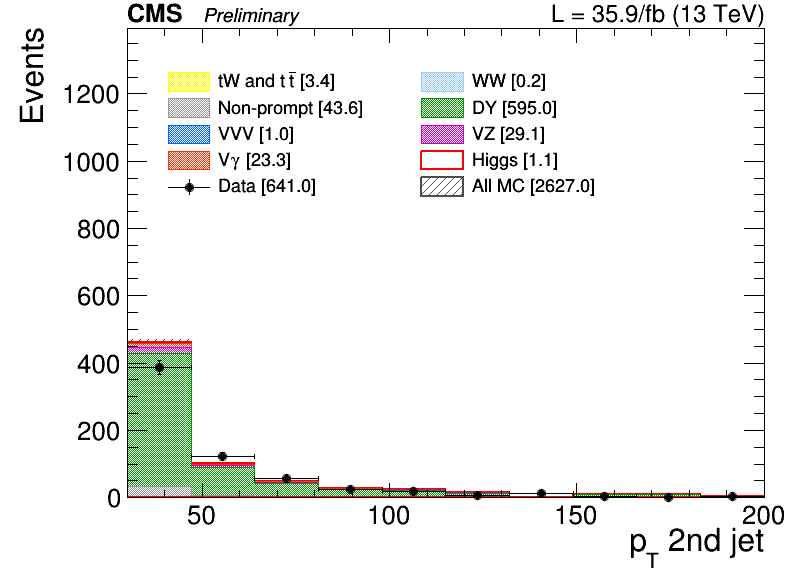 CMS Preliminary L = 35.9/fb (13 TeV)
Events
tW and t t̅ [3.4] WW [0.2]
Non-prompt [43.6] DY [595.0]
VVV [1.0] VZ [29.1]
Vγ [23.3] Higgs [1.1]
Data [641.0] All MC [2627.0]
1200
1000
800
600
400
200
0
50 100 150 200
p_T 2nd jet